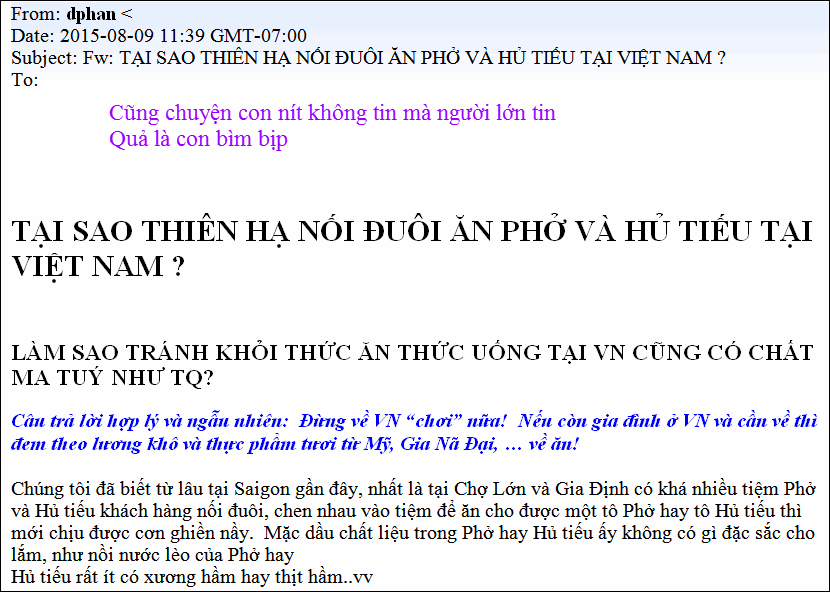 From: dphan <
Date: 2015-08-09 11:39 GMT-07:00
Subject: Fw: TẠI SAO THIÊN HẠ NỐI ĐUÔI ĂN PHỞ VÀ HỦ TIẾU TẠI VIỆT NAM ?
To:
Cũng chuyện con nít không tin mà người lớn tin
Quả là con bìm bịp
TẠI SAO THIÊN HẠ NỐI ĐUÔI ĂN PHỞ VÀ HỦ TIẾU TẠI
VIỆT NAM ?
LÀM SAO TRÁNH KHỎI THỨC ĂN THỨC UỐNG TẠI VN CŨNG CÓ CHẤT
MA TUÝ NHƯ TQ?
Câu trả lời hợp lý và ngẫu nhiên:  Đừng về VN “chơi” nữa!  Nếu còn gia đình ở VN và cần về thì
đem theo lương khô và thực phẩm tươi từ Mỹ, Gia Nã Đại, … về ăn!
Chúng tôi đã biết từ lâu tại Saigon gần đây, nhất là tại Chợ Lớn và Gia Định có khá nhiều tiệm Phở
và Hủ tiếu khách hàng nối đuôi, chen nhau vào tiệm để ăn cho được một tô Phở hay tô Hủ tiếu thì
mới chịu được cơn ghiền nầy.  Mặc dầu chất liệu trong Phở hay Hủ tiếu ấy không có gì đặc sắc cho
lắm, như nồi nước lèo của Phở hay
Hủ tiếu rất ít có xương hầm hay thịt hầm..vv